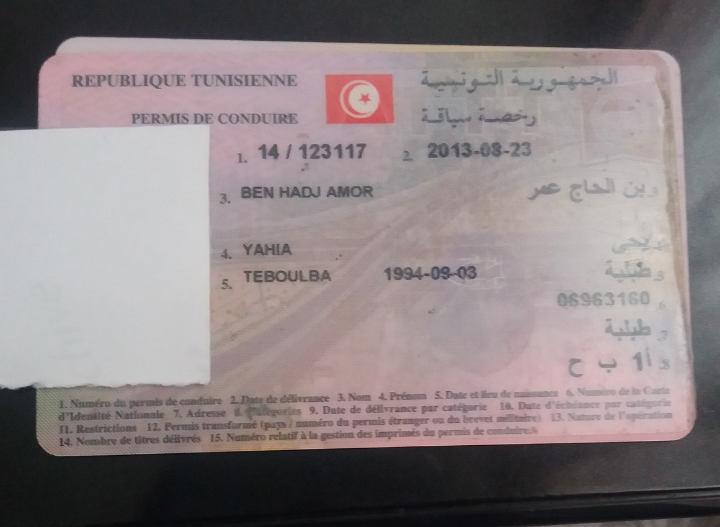 REPUBLIQUE TUNISIENNE الجمهورية التونسية
PERMIS DE CONDUIRE رخصة سياقة
1. 14 / 123117 2. 2013-08-23
3. BEN HADJ AMOR بن الحاج عمر
4. YAHIA يحي
5. TEBOULBA 1994-09-03 طبلبة
06963160 6.
طبلبة 7.
أ1 ب ح 8.
1. Numéro du permis de conduire 2. Date de délivrance 3. Nom 4. Prénom 5. Date et lieu de naissance 6. Numéro de la Carte
d'Identité Nationale 7. Adresse 8. Catégories 9. Date de délivrance par catégorie 10. Date d'échéance par catégorie
11. Restrictions 12. Permis transformé (pays / numéro du permis étranger ou du brevet militaire) 13. Nature de l'opération
14. Nombre de titres délivrés 15. Numéro relatif à la gestion des imprimés du permis de conduire.